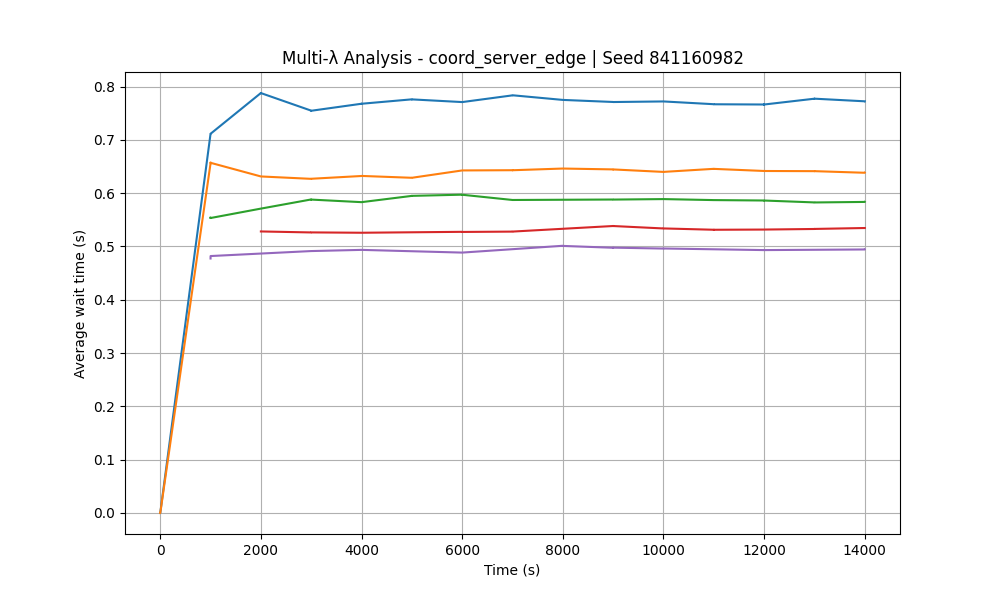 Multi-λ Analysis - coord_server_edge | Seed 841160982
Average wait time (s)
0.8
0.7
0.6
0.5
0.4
0.3
0.2
0.1
0.0
0 2000 4000 6000 8000 10000 12000 14000
Time (s)